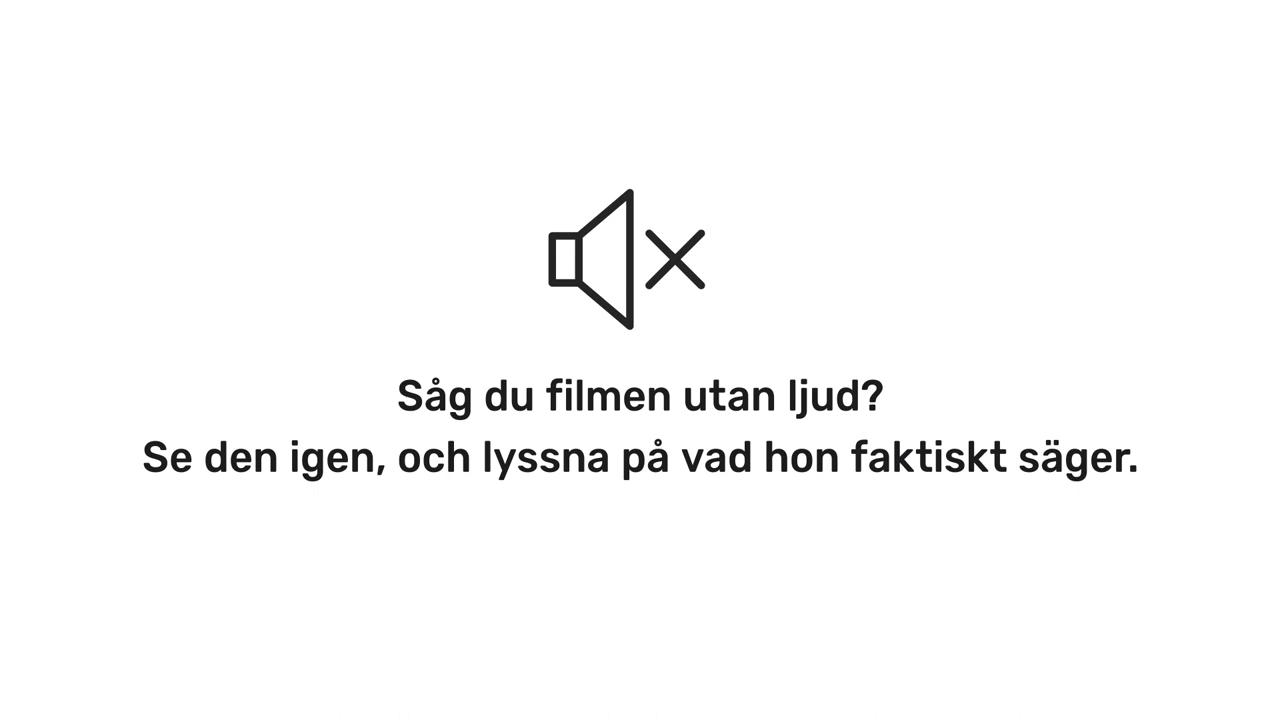 Såg du filmen utan ljud?
Se den igen, och lyssna på vad hon faktiskt säger.